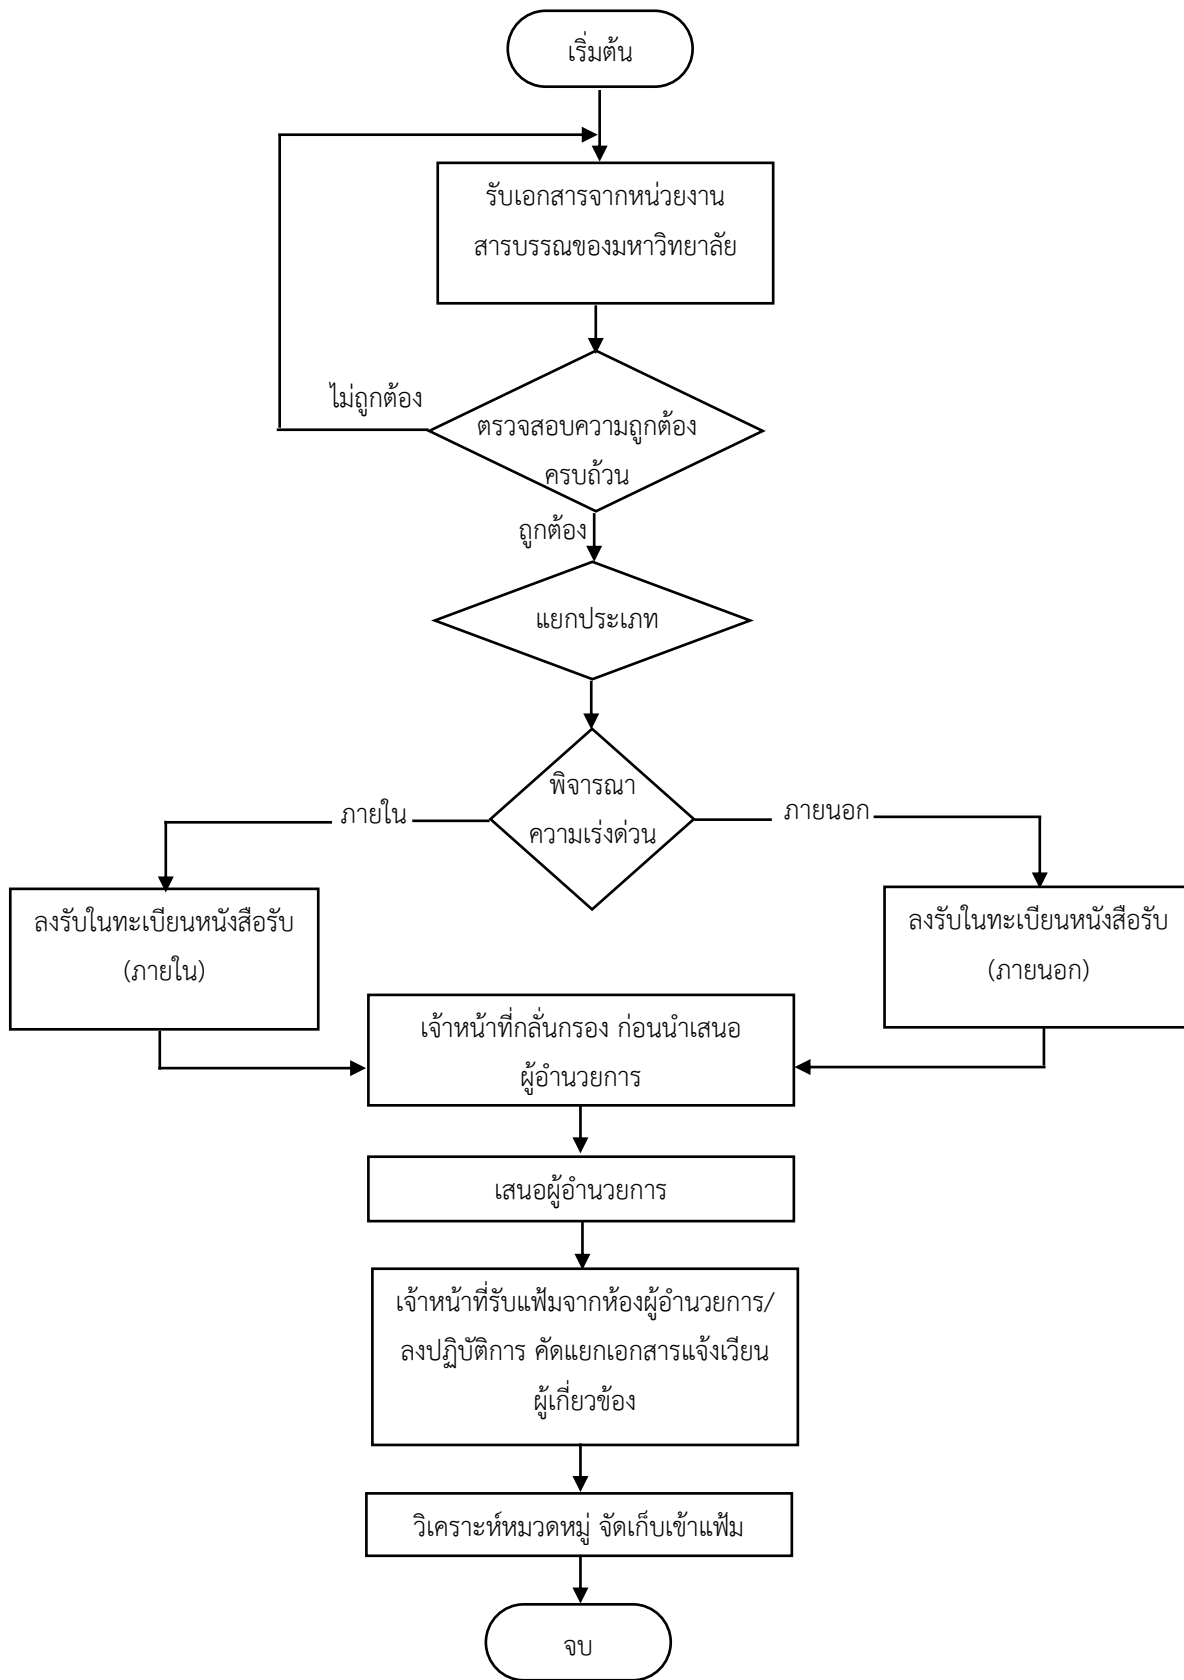 เริ่มต้น
รับเอกสารจากหน่วยงาน
สารบรรณของมหาวิทยาลัย
ไม่ถูกต้อง
ตรวจสอบความถูกต้อง
ครบถ้วน
ถูกต้อง
แยกประเภท
พิจารณา
ความเร่งด่วน
ภายใน
ภายนอก
ลงรับในทะเบียนหนังสือรับ
(ภายใน)
ลงรับในทะเบียนหนังสือรับ
(ภายนอก)
เจ้าหน้าที่กลั่นกรอง ก่อนนำเสนอ
ผู้อำนวยการ
เสนอผู้อำนวยการ
เจ้าหน้าที่รับแฟ้มจากห้องผู้อำนวยการ/
ลงปฏิบัติการ คัดแยกเอกสารแจ้งเวียน
ผู้เกี่ยวข้อง
วิเคราะห์หมวดหมู่ จัดเก็บเข้าแฟ้ม
จบ